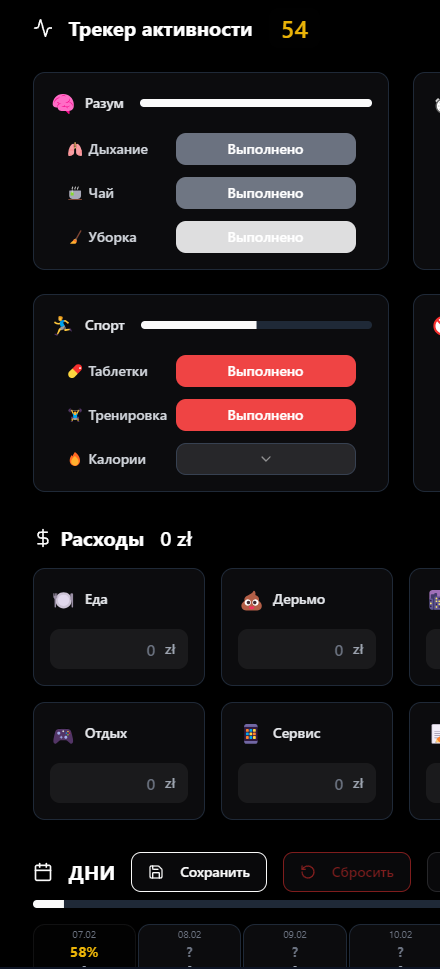 Трекер активности 54
Разум
Дыхание Выполнено
Чай Выполнено
Уборка Выполнено
Спорт
Таблетки Выполнено
Тренировка Выполнено
Калории
Расходы 0 zł
Еда Дерьмо
0 zł 0 zł
Отдых Сервис
0 zł 0 zł
ДНИ Сохранить Сбросить
07.02 08.02 09.02 10.02
58% ? ? ?